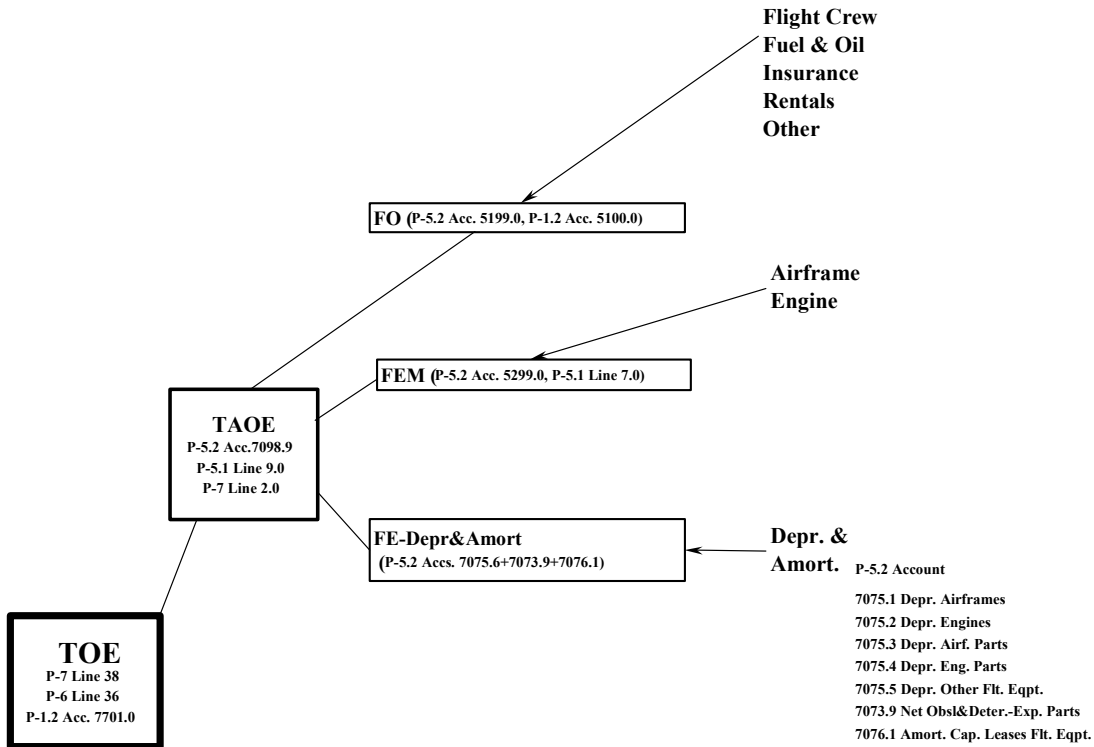 Flight Crew
Fuel & Oil
Insurance
Rentals
Other
FO (P-5.2 Acc. 5199.0, P-1.2 Acc. 5100.0)
Airframe
Engine
FEM (P-5.2 Acc. 5299.0, P-5.1 Line 7.0)
TAOE
P-5.2 Acc.7098.9
P-5.1 Line 9.0
P-7 Line 2.0
FE-Depr&Amort
(P-5.2 Accs. 7075.6+7073.9+7076.1)
Depr. &
Amort.
P-5.2 Account
7075.1 Depr. Airframes
7075.2 Depr. Engines
7075.3 Depr. Airf. Parts
7075.4 Depr. Eng. Parts
7075.5 Depr. Other Flt. Eqpt.
7073.9 Net Obsl&Deter.-Exp. Parts
7076.1 Amort. Cap. Leases Flt. Eqpt.
TOE
P-7 Line 38
P-6 Line 36
P-1.2 Acc. 7701.0